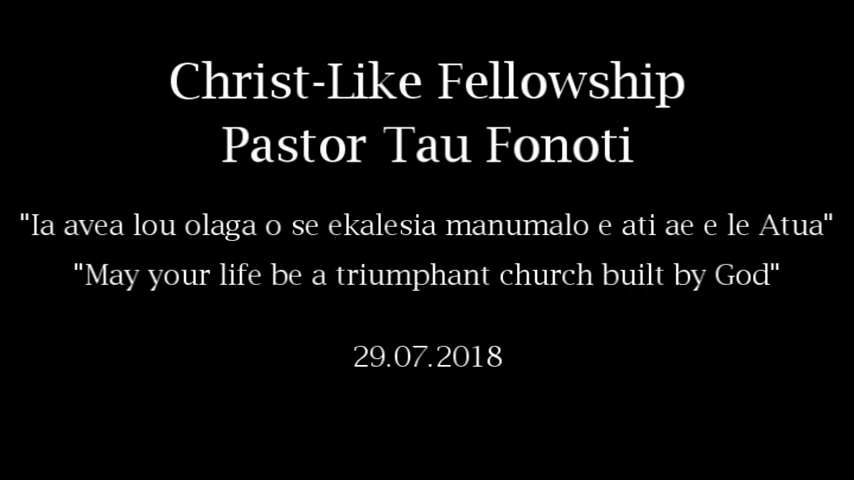 Christ-Like Fellowship
Pastor Tau Fonoti
"Ia avea lou olaga o se ekalesia manumalo e ati ae e le Atua"
"May your life be a triumphant church built by God"
29.07.2018